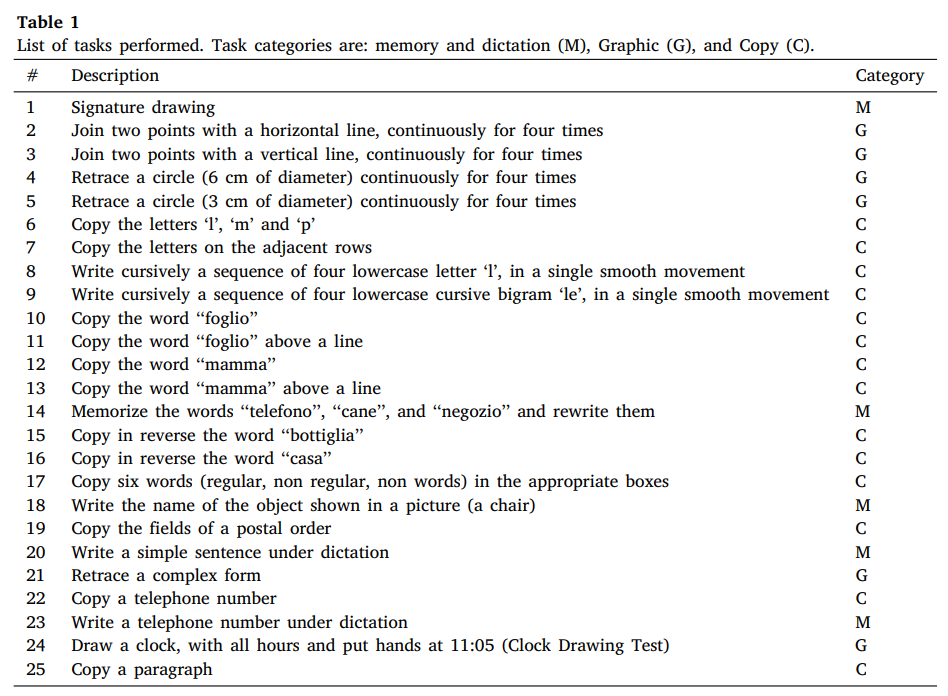 Table 1
List of tasks performed. Task categories are: memory and dictation (M), Graphic (G), and Copy (C).
# Description Category
1 Signature drawing M
2 Join two points with a horizontal line, continuously for four times G
3 Join two points with a vertical line, continuously for four times G
4 Retrace a circle (6 cm of diameter) continuously for four times G
5 Retrace a circle (3 cm of diameter) continuously for four times G
6 Copy the letters ‘l’, ‘m’ and ‘p’ C
7 Copy the letters on the adjacent rows C
8 Write cursively a sequence of four lowercase letter ‘l’, in a single smooth movement C
9 Write cursively a sequence of four lowercase cursive bigram ‘le’, in a single smooth movement C
10 Copy the word “foglio” C
11 Copy the word “foglio” above a line C
12 Copy the word “mamma” C
13 Copy the word “mamma” above a line C
14 Memorize the words “telefono”, “cane”, and “negozio” and rewrite them M
15 Copy in reverse the word “bottiglia” C
16 Copy in reverse the word “casa” C
17 Copy six words (regular, non regular, non words) in the appropriate boxes C
18 Write the name of the object shown in a picture (a chair) M
19 Copy the fields of a postal order C
20 Write a simple sentence under dictation M
21 Retrace a complex form G
22 Copy a telephone number C
23 Write a telephone number under dictation M
24 Draw a clock, with all hours and put hands at 11:05 (Clock Drawing Test) G
25 Copy a paragraph C